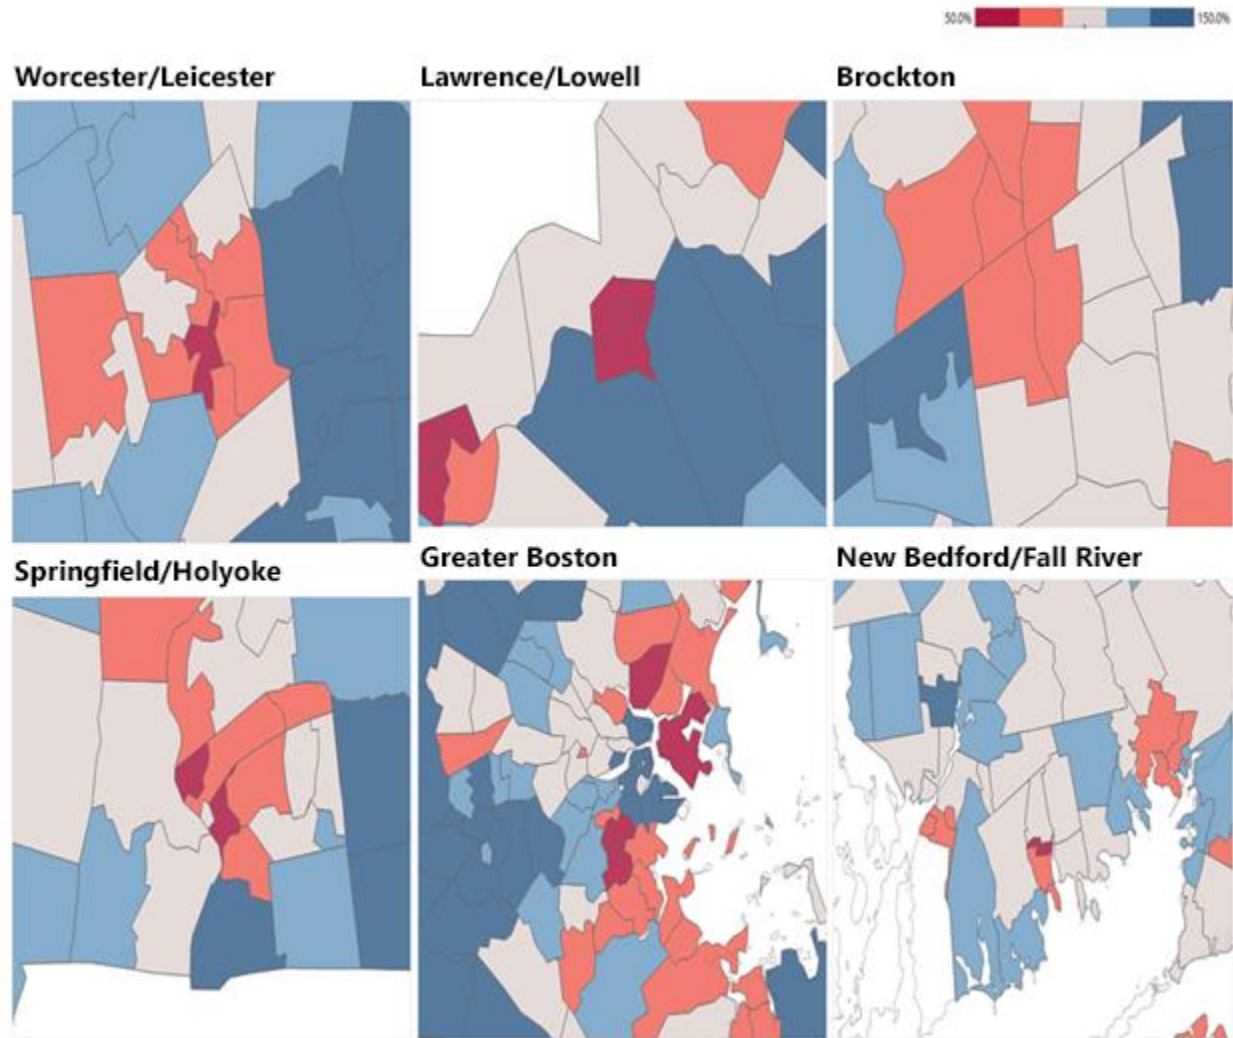 50.0% 150.0%
Worcester/Leicester
Lawrence/Lowell
Brockton
Springfield/Holyoke
Greater Boston
New Bedford/Fall River